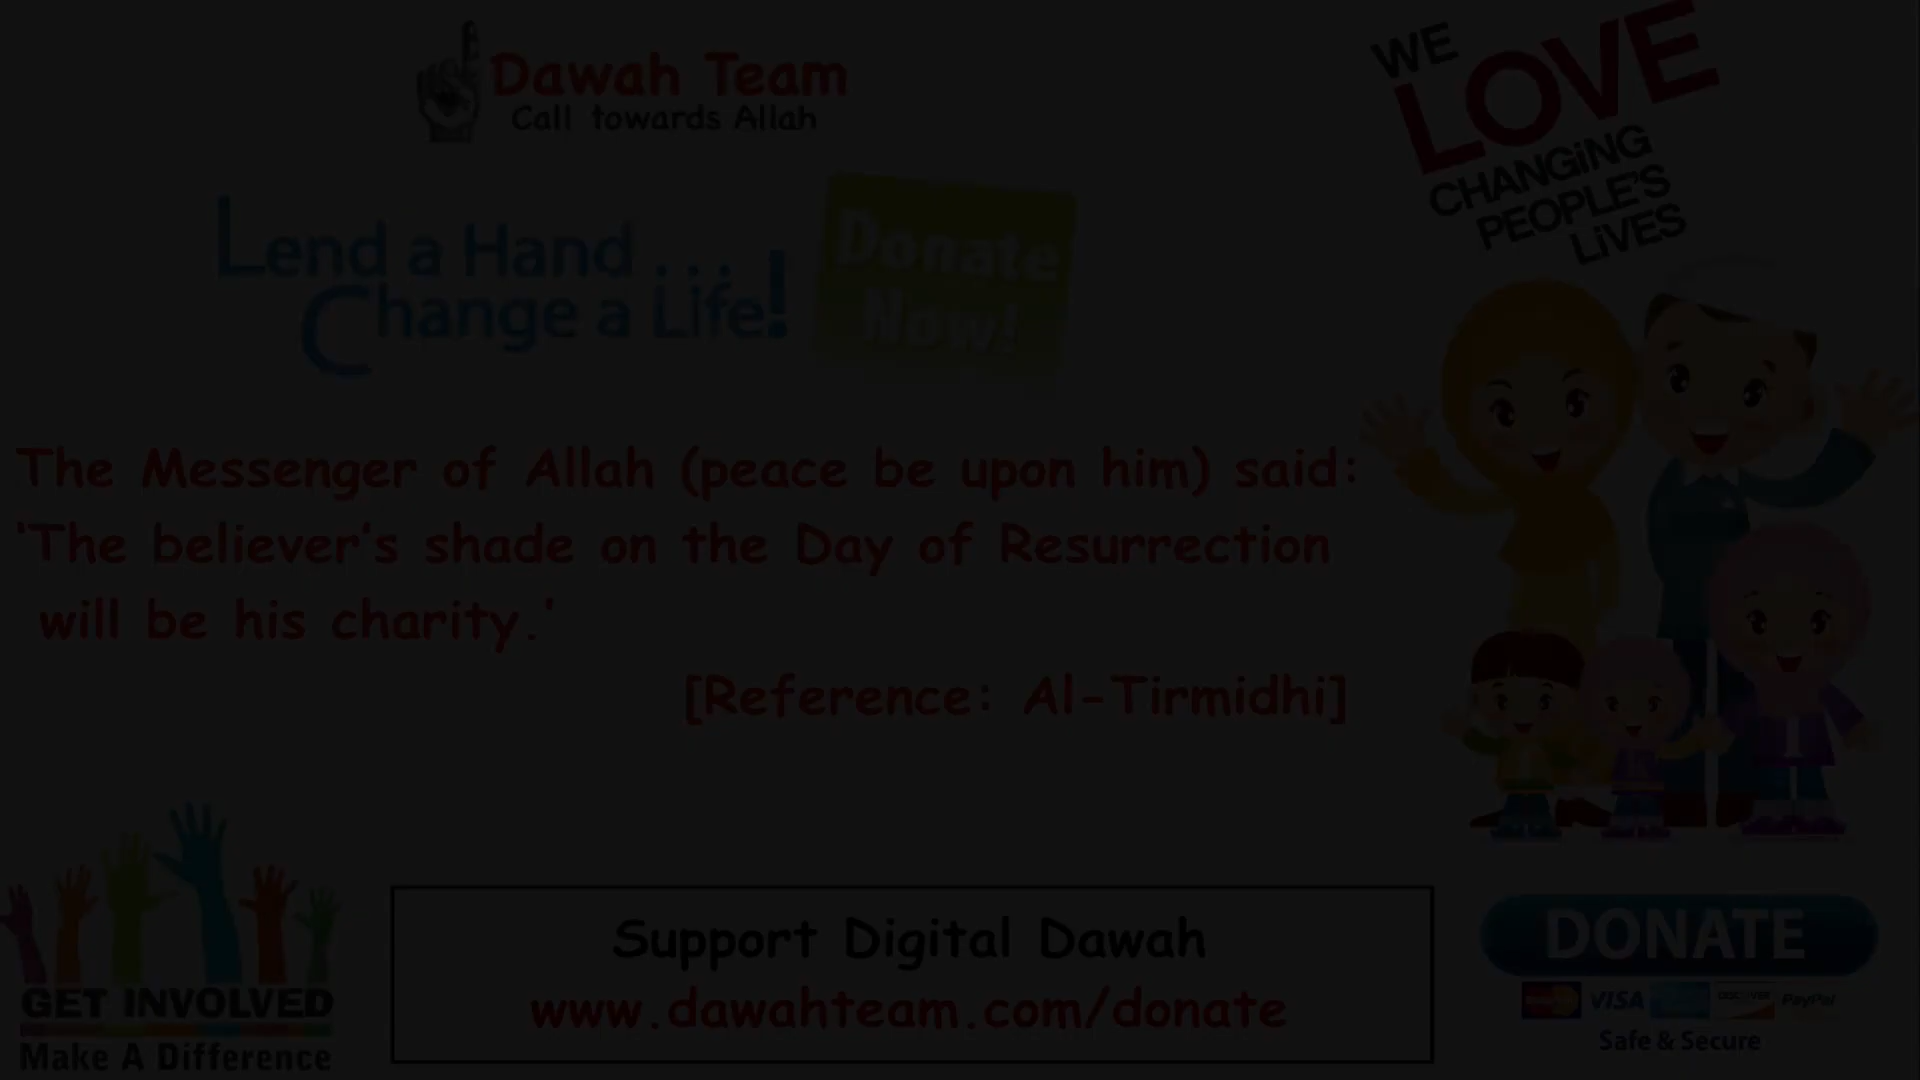 Dawah Team
Call towards Allah
WE
LOVE
CHANGiNG
PEOPLE'S
LiVES
Lend a Hand . . .
Change a Life!
Donate
Now!
The Messenger of Allah (peace be upon him) said:
'The believer's shade on the Day of Resurrection
will be his charity.'
[Reference: Al-Tirmidhi]
GET INVOLVED
Make A Difference
Support Digital Dawah
www.dawahteam.com/donate
DONATE
VISA DISCOVER PayPal
Safe & Secure